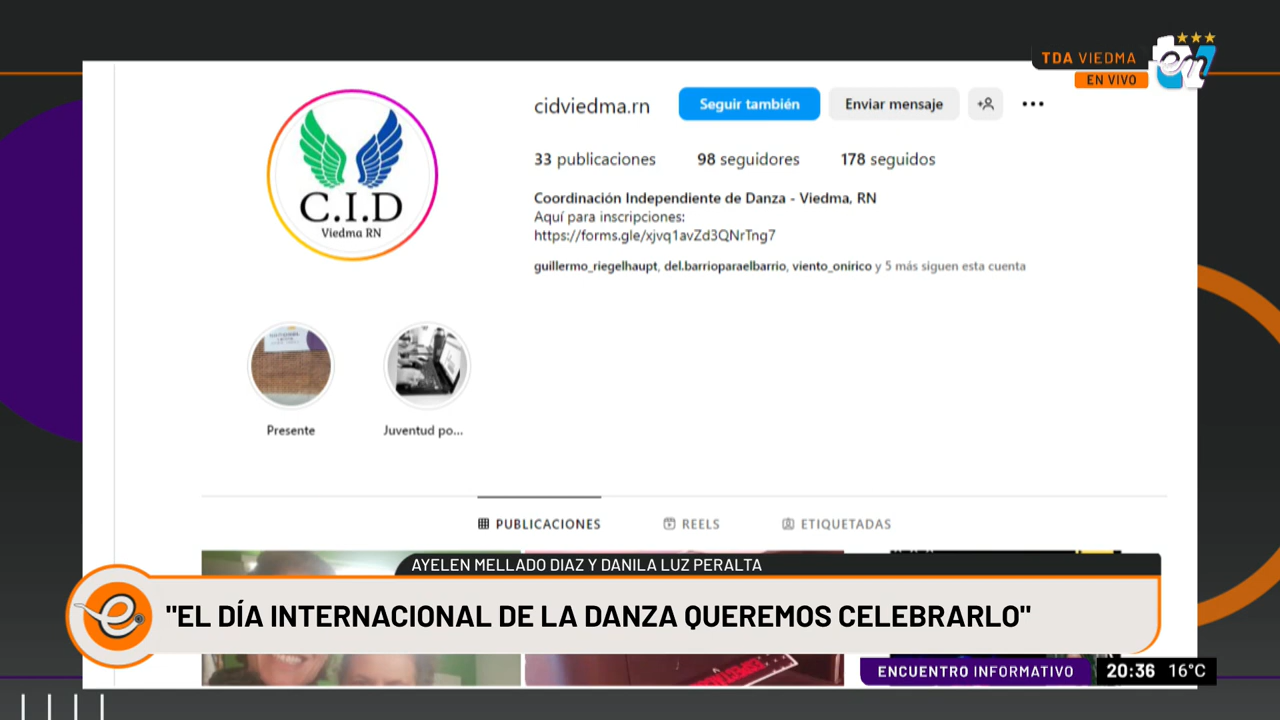 TDA VIEDMA
EN VIVO
em7
cidviedma.rn
Seguir también
Enviar mensaje
33 publicaciones
98 seguidores
178 seguidos
C.I.D
Viedma RN
Coordinación Independiente de Danza - Viedma, RN
Aquí para inscripciones:
https://forms.gle/xjvq1avZd3QNrTng7
guillermo_riegelhaupt, del.barrioparaelbarrio, viento_onirico y 5 más siguen esta cuenta
Presente
Juventud po...
PUBLICACIONES
REELS
ETIQUETADAS
AYELEN MELLADO DIAZ Y DANILA LUZ PERALTA
e
"EL DÍA INTERNACIONAL DE LA DANZA QUEREMOS CELEBRARLO"
ENCUENTRO INFORMATIVO
20:36 16°C